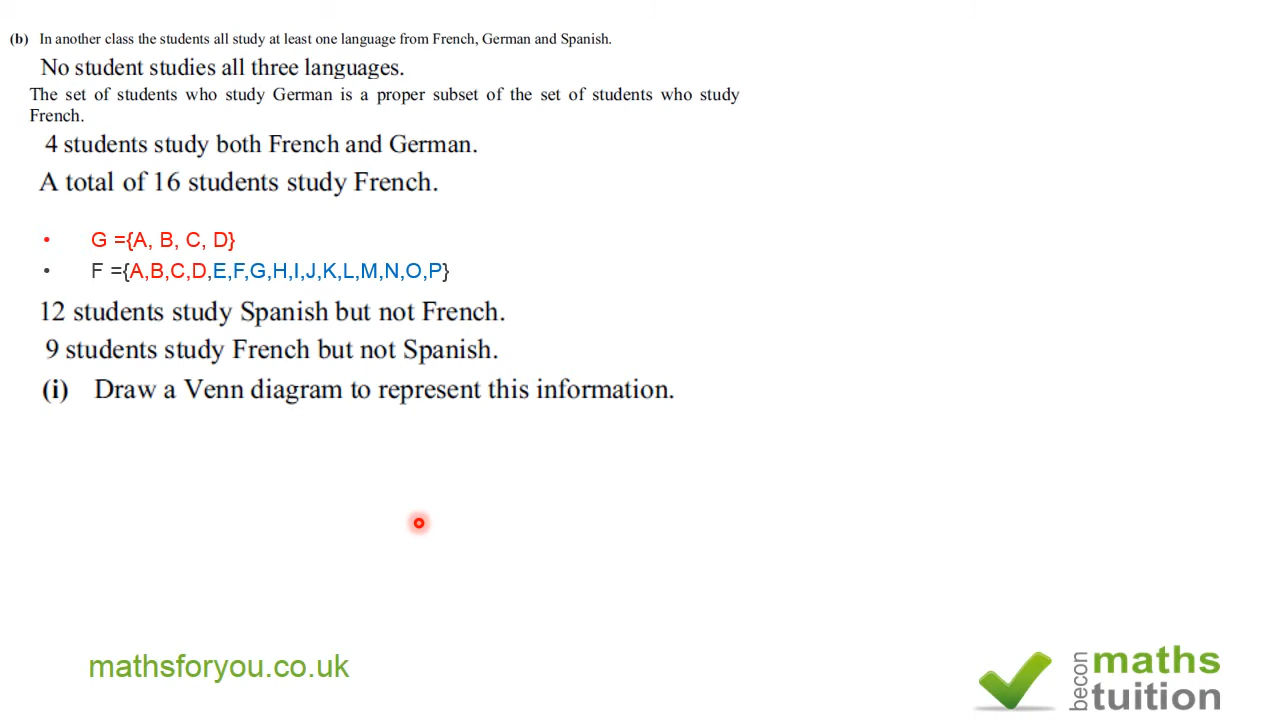 (b) In another class the students all study at least one language from French, German and Spanish.
No student studies all three languages.
The set of students who study German is a proper subset of the set of students who study
French.
4 students study both French and German.
A total of 16 students study French.
• G ={A, B, C, D}
• F ={A,B,C,D,E,F,G,H,I,J,K,L,M,N,O,P}
12 students study Spanish but not French.
9 students study French but not Spanish.
(i) Draw a Venn diagram to represent this information.
mathsforyou.co.uk
becon
maths
tuition